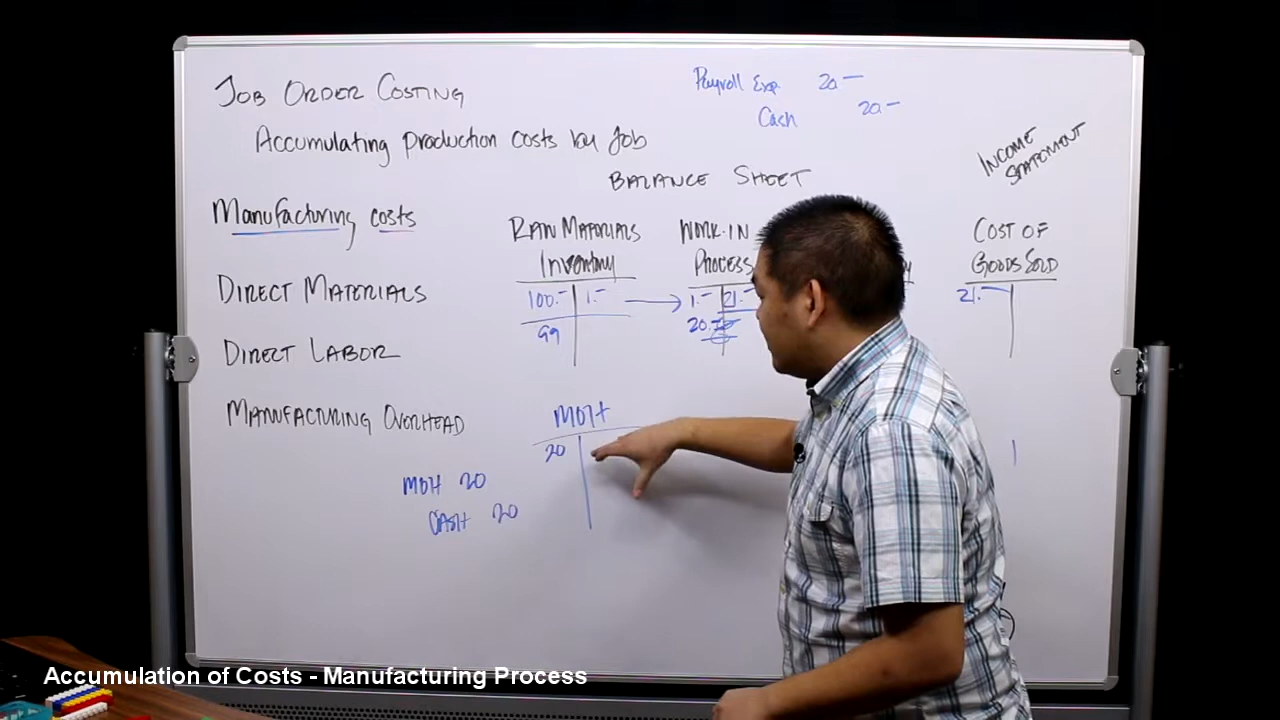 JOB ORDER COSTING
Accumulating production costs by Job
Payroll Exp. 20.—
Cash 20.—
BALANCE SHEET
INCOME
STATEMENT
Manufacturing costs
DIRECT MATERIALS
DIRECT LABOR
MANUFACTURING OVERHEAD
RAW MATERIALS
Inventory
100.— 1.—
99
WORK-IN
PROCESS
1.— 21.—
20.—
COST OF
GOODS SOLD
21.—
MOH
20
MOH 20
CASH 20
Accumulation of Costs - Manufacturing Process